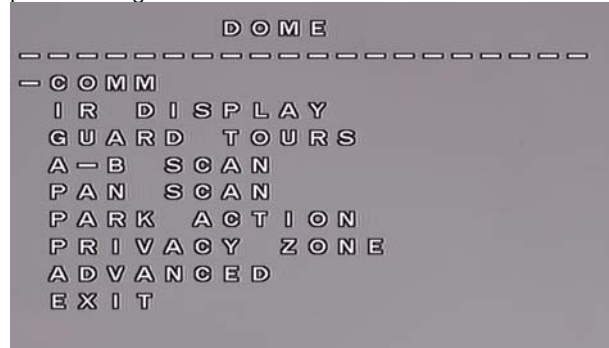 DOME
-----------------------------
-COMM
IR DISPLAY
GUARD TOURS
A-B SCAN
PAN SCAN
PARK ACTION
PRIVACY ZONE
ADVANCED
EXIT